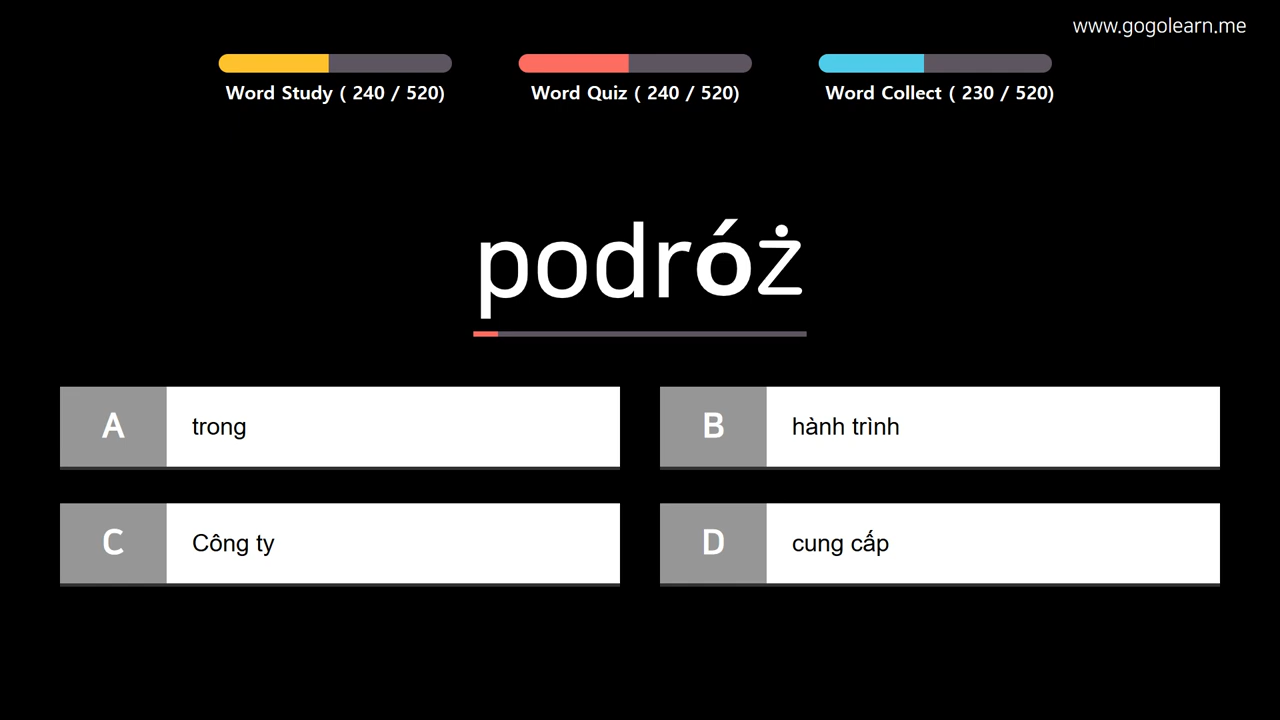 www.gogolearn.me
Word Study ( 240 / 520)
Word Quiz ( 240 / 520)
Word Collect ( 230 / 520)
podróż
A trong
B hành trình
C Công ty
D cung cấp